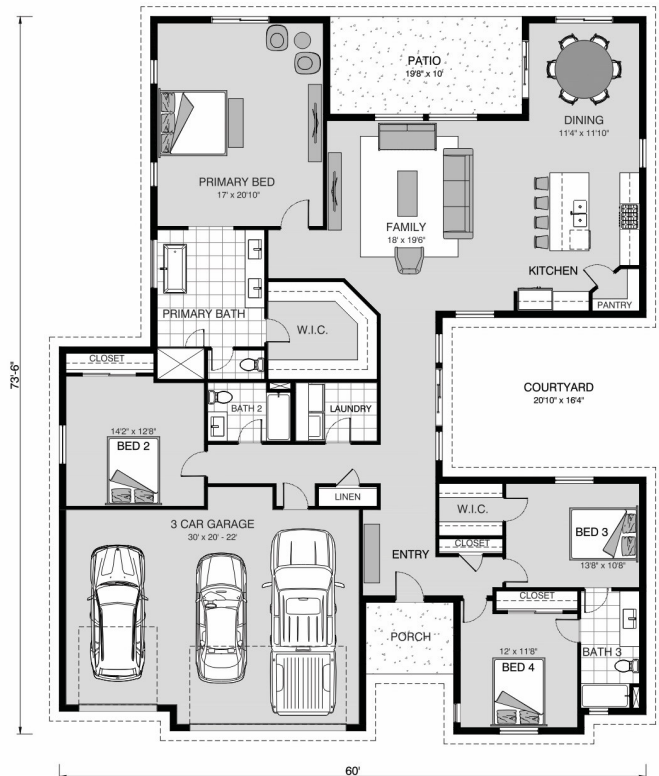 PATIO
19'8" x 10'
DINING
11'4" x 11'10"
PRIMARY BED
17' x 20'10"
FAMILY
18' x 19'6"
KITCHEN
PANTRY
PRIMARY BATH
W.I.C.
CLOSET
COURTYARD
20'10" x 16'4"
73'-6"
BATH 2
LAUNDRY
14'2" x 12'8"
BED 2
LINEN
W.I.C.
3 CAR GARAGE
30' x 20' - 22'
BED 3
13'8" x 10'8"
CLOSET
ENTRY
CLOSET
PORCH
12' x 11'8"
BED 4
BATH 3
60'